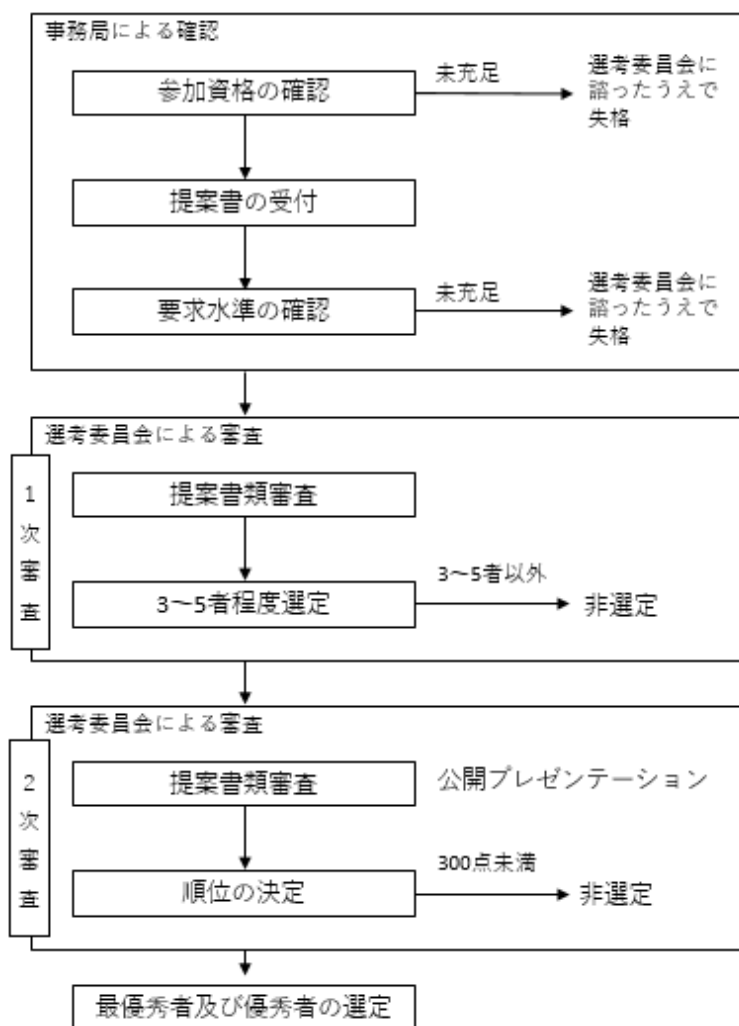 事務局による確認
参加資格の確認
未充足
選考委員会に
諮ったうえで
失格
提案書の受付
要求水準の確認
未充足
選考委員会に
諮ったうえで
失格
選考委員会による審査
1次審査
提案書類審査
3～5者程度選定
3～5者以外
非選定
選考委員会による審査
2次審査
提案書類審査
公開プレゼンテーション
順位の決定
300点未満
非選定
最優秀者及び優秀者の選定